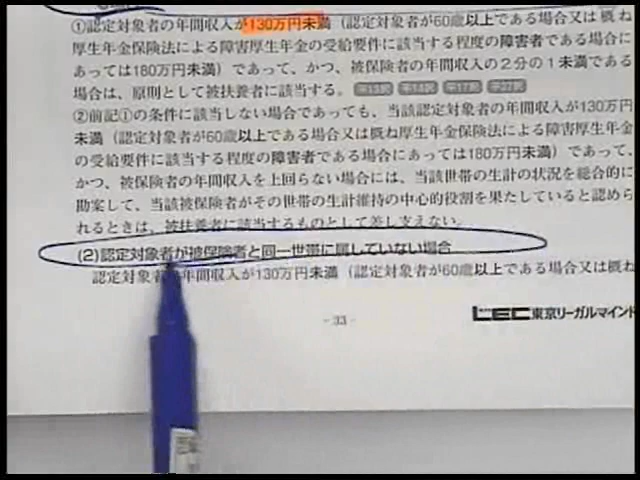 ①認定対象者の年間収入が130万円未満（認定対象者が60歳以上である場合又は概ね
厚生年金保険法による障害厚生年金の受給要件に該当する程度の障害者である場合に
あっては180万円未満）であって、かつ、被保険者の年間収入の2分の1未満である
場合は、原則として被扶養者に該当する。
②前記①の条件に該当しない場合であっても、当該認定対象者の年間収入が130万円
未満（認定対象者が60歳以上である場合又は概ね厚生年金保険法による障害厚生年金
の受給要件に該当する程度の障害者である場合にあっては180万円未満）であって、
かつ、被保険者の年間収入を上回らない場合には、当該世帯の生計の状況を総合的に
勘案して、当該被保険者がその世帯の生計維持の中心的役割を果たしていると認めら
れるときは、被扶養者に該当するものとして差し支えない。
(2)認定対象者が被保険者と同一世帯に属していない場合
認定対象者の年間収入が130万円未満（認定対象者が60歳以上である場合又は概ね
- 33 -
LEC東京リーガルマインド